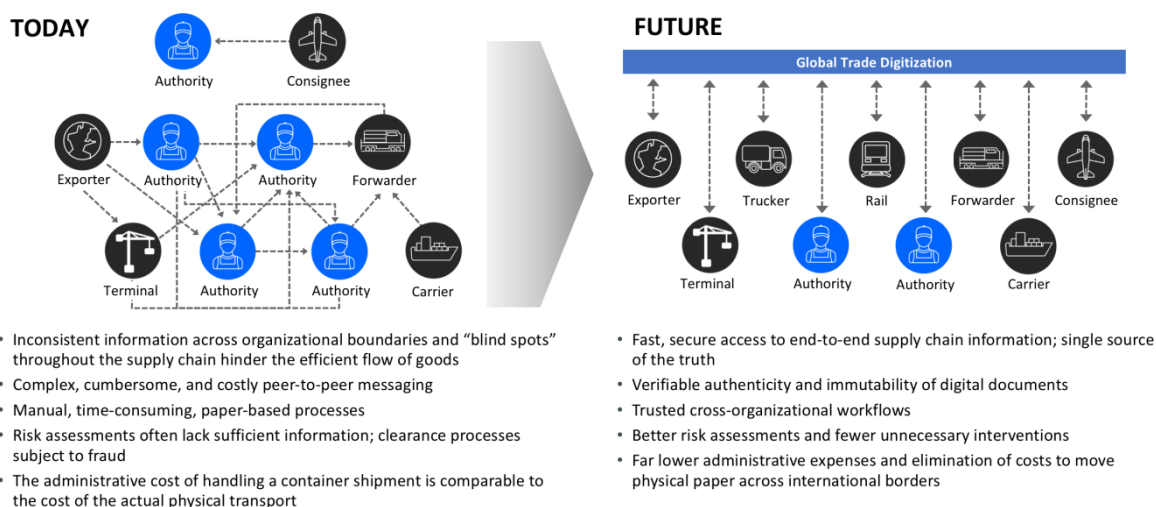 TODAY
Authority
Consignee
Exporter
Authority
Authority
Forwarder
Terminal
Authority
Authority
Carrier
• Inconsistent information across organizational boundaries and “blind spots”
throughout the supply chain hinder the efficient flow of goods
• Complex, cumbersome, and costly peer-to-peer messaging
• Manual, time-consuming, paper-based processes
• Risk assessments often lack sufficient information; clearance processes
subject to fraud
• The administrative cost of handling a container shipment is comparable to
the cost of the actual physical transport
FUTURE
Global Trade Digitization
Exporter
Trucker
Rail
Forwarder
Consignee
Terminal
Authority
Authority
Carrier
• Fast, secure access to end-to-end supply chain information; single source
of the truth
• Verifiable authenticity and immutability of digital documents
• Trusted cross-organizational workflows
• Better risk assessments and fewer unnecessary interventions
• Far lower administrative expenses and elimination of costs to move
physical paper across international borders